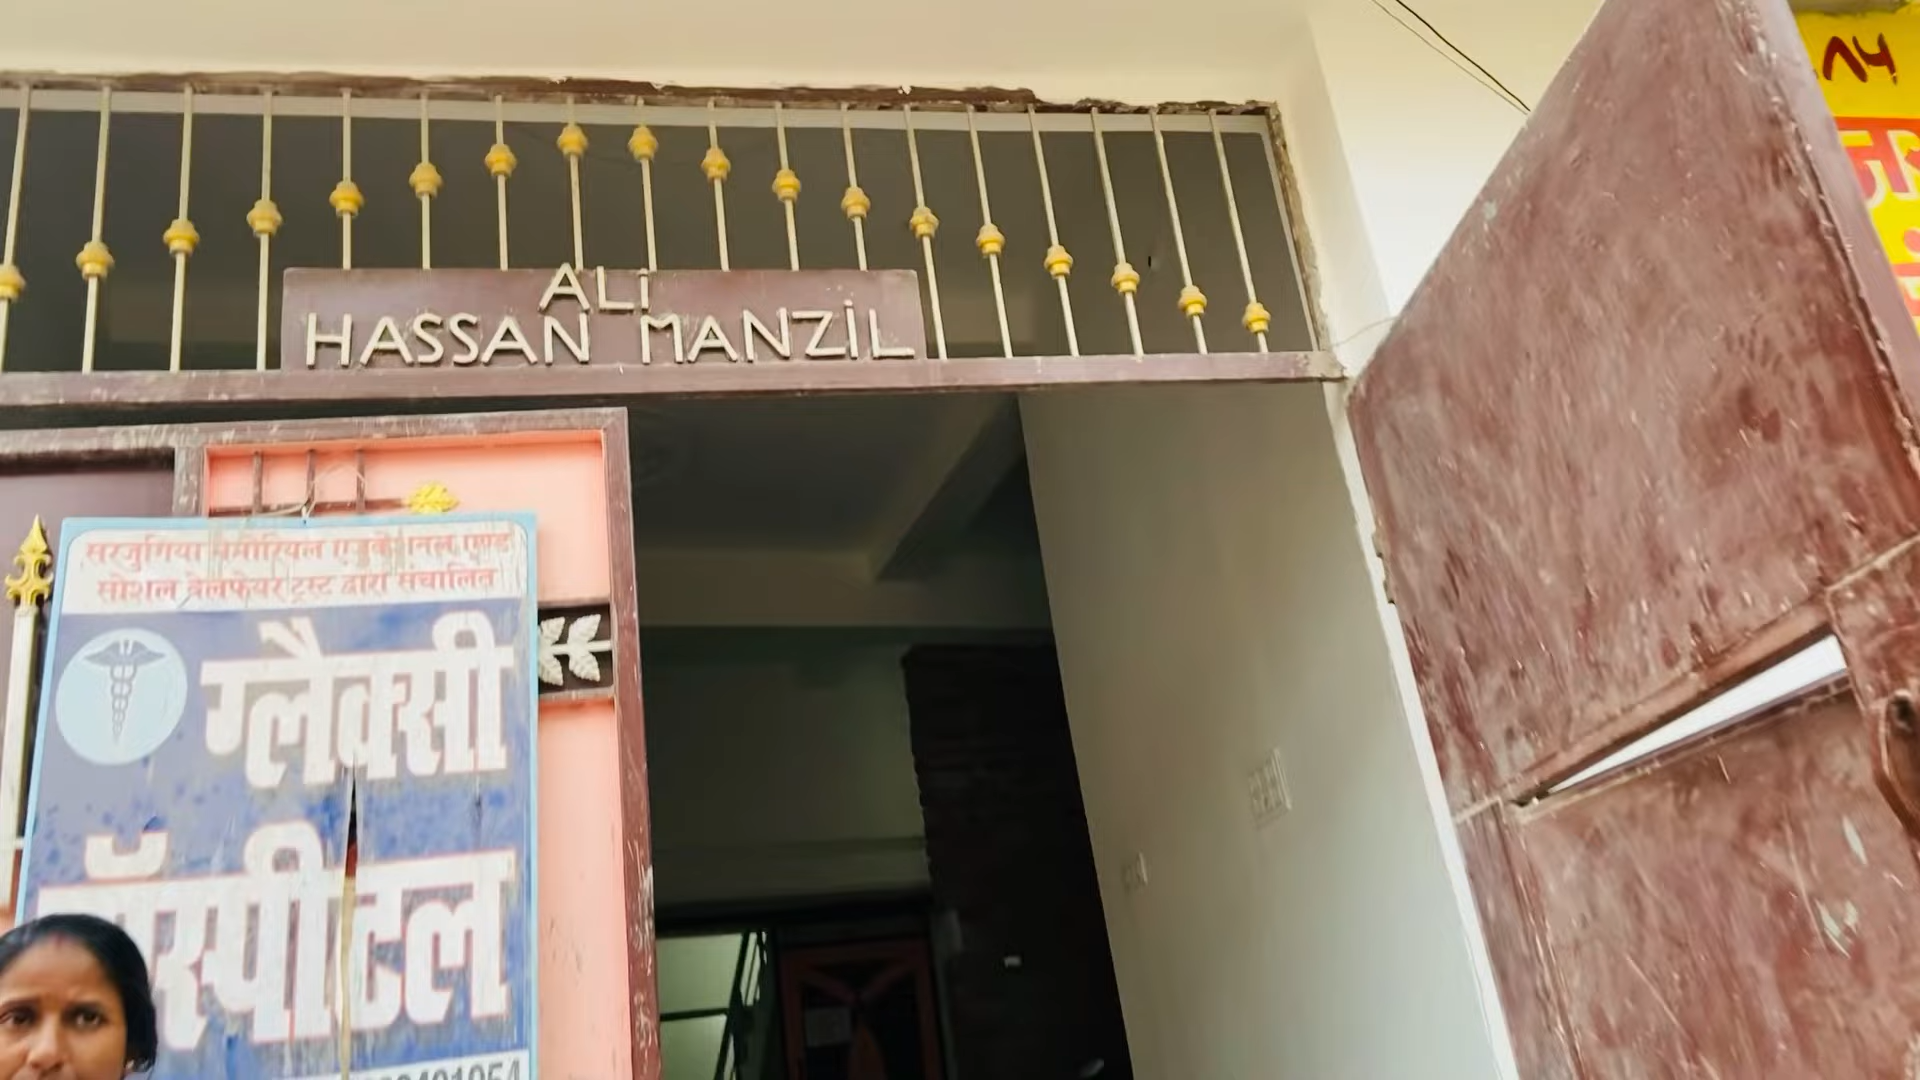 ALi
HASSAN MANZiL
सरजुगिया मेमोरियल एजुकेशनल एण्ड
सोशल वेलफेयर ट्रस्ट द्वारा संचालित
ग्लैक्सी
हॉस्पीटल